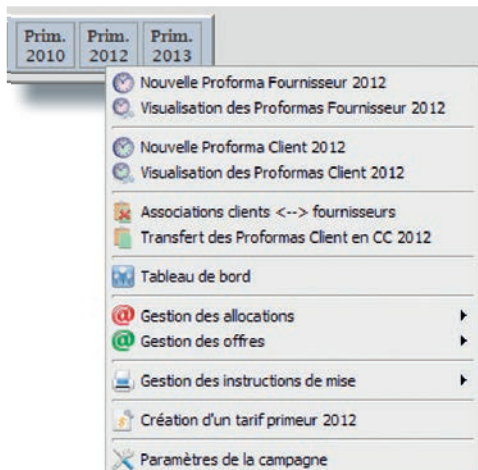 Prim. Prim. Prim.
2010 2012 2013
Nouvelle Proforma Fournisseur 2012
Visualisation des Proformas Fournisseur 2012
Nouvelle Proforma Client 2012
Visualisation des Proformas Client 2012
Associations clients <--> fournisseurs
Transfert des Proformas Client en CC 2012
Tableau de bord
Gestion des allocations
Gestion des offres
Gestion des instructions de mise
Création d'un tarif primeur 2012
Paramètres de la campagne